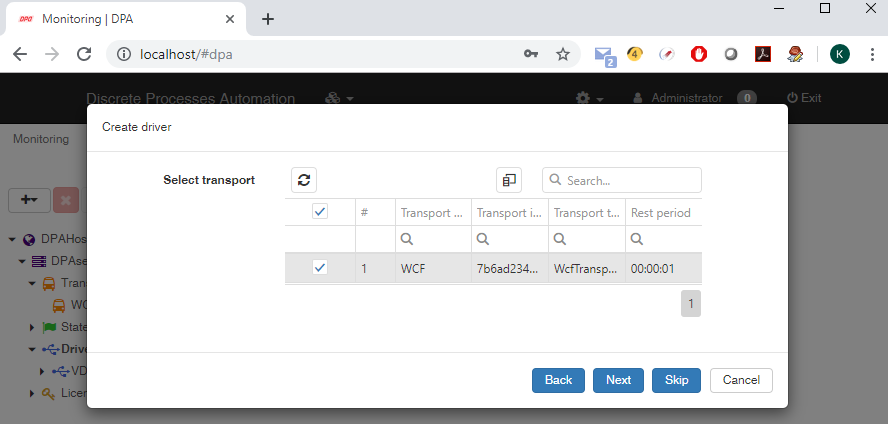 DPA Monitoring | DPA
localhost/#dpa
2 4 K
Discrete Processes Automation Administrator 0 Exit
Monitoring
Create driver
Select transport Search...
# Transport ... Transport i... Transport t... Rest period
1 WCF 7b6ad234... WcfTransp... 00:00:01
1
DPAHos
DPAse
Tran
WC
State
Drive
VD
Licen
Back Next Skip Cancel